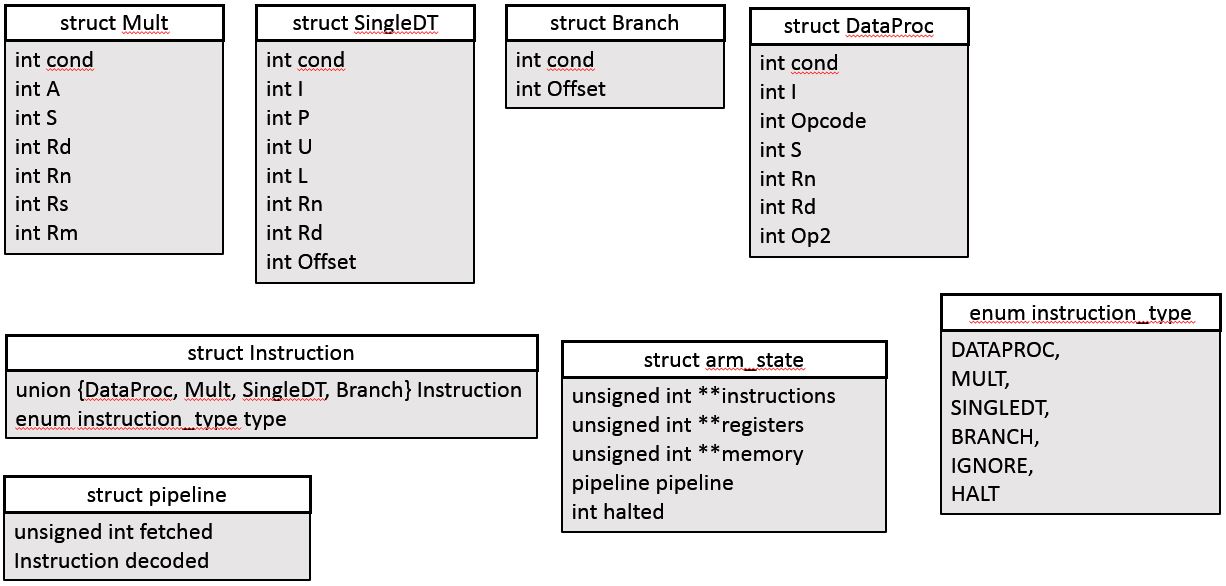 struct Mult
int cond
int A
int S
int Rd
int Rn
int Rs
int Rm
struct SingleDT
int cond
int I
int P
int U
int L
int Rn
int Rd
int Offset
struct Branch
int cond
int Offset
struct DataProc
int cond
int I
int Opcode
int S
int Rn
int Rd
int Op2
struct Instruction
union {DataProc, Mult, SingleDT, Branch} Instruction
enum instruction_type type
struct arm_state
unsigned int **instructions
unsigned int **registers
unsigned int **memory
pipeline pipeline
int halted
enum instruction_type
DATAPROC,
MULT,
SINGLEDT,
BRANCH,
IGNORE,
HALT
struct pipeline
unsigned int fetched
Instruction decoded